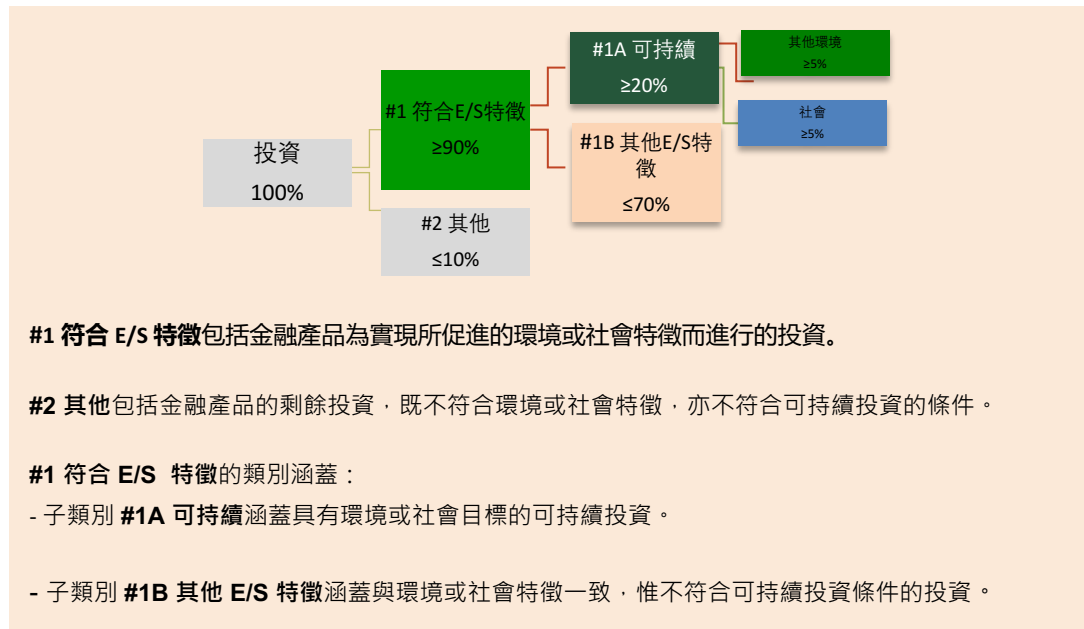 投資
100%
#1 符合E/S特徵
≥90%
#2 其他
≤10%
#1A 可持續
≥20%
#1B 其他E/S特
徵
≤70%
其他環境
≥5%
社會
≥5%
#1 符合 E/S 特徵包括金融產品為實現所促進的環境或社會特徵而進行的投資。
#2 其他包括金融產品的剩餘投資，既不符合環境或社會特徵，亦不符合可持續投資的條件。
#1 符合 E/S 特徵的類別涵蓋：
- 子類別 #1A 可持續涵蓋具有環境或社會目標的可持續投資。
- 子類別 #1B 其他 E/S 特徵涵蓋與環境或社會特徵一致，惟不符合可持續投資條件的投資。